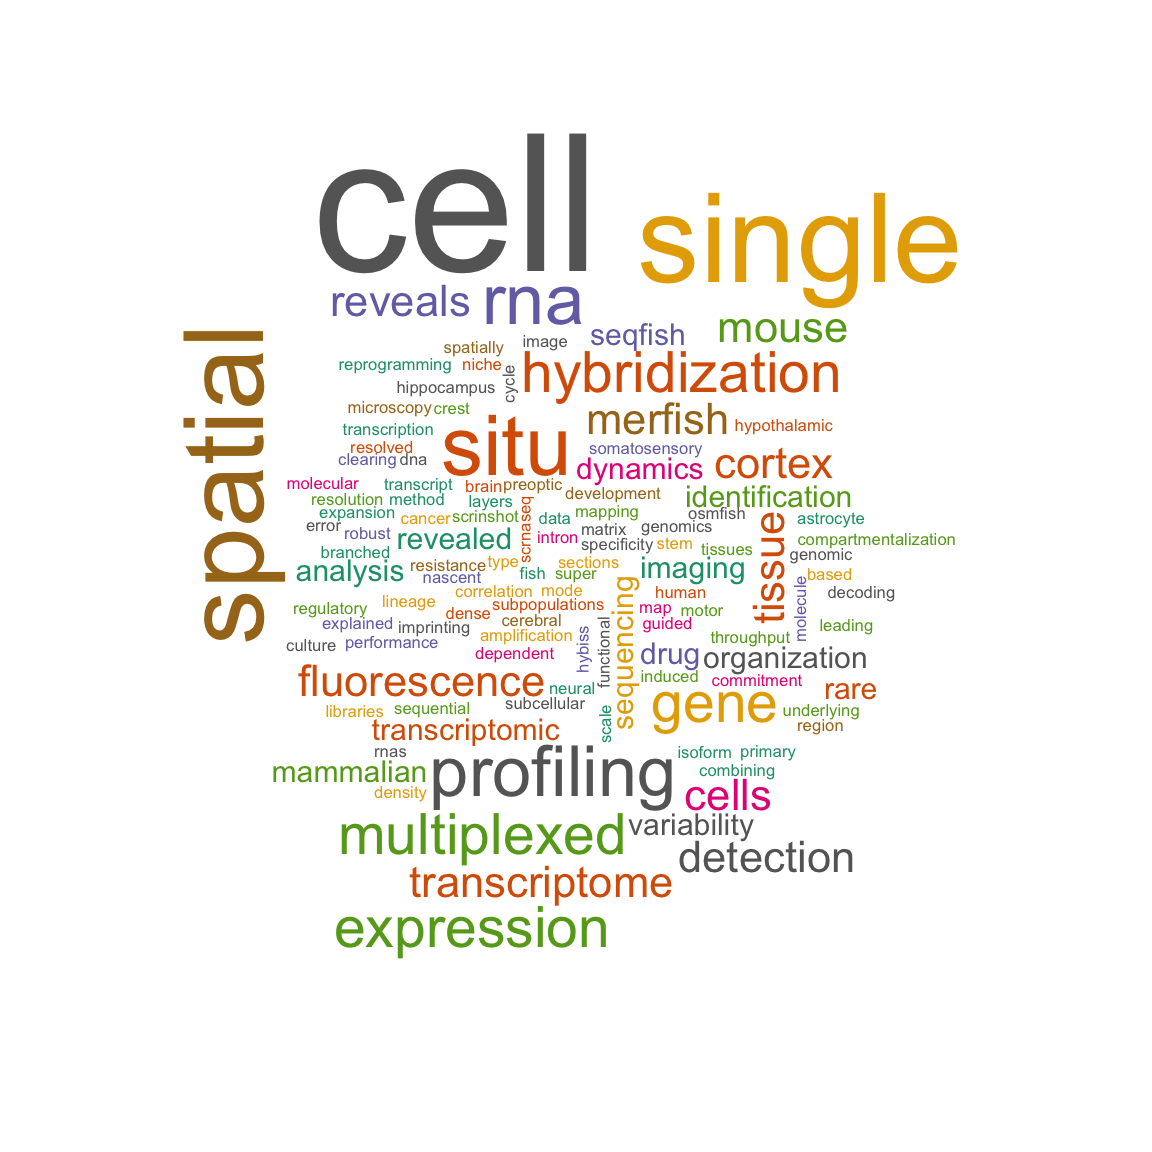 cell
single
reveals
rna
spatial
seqfish
mouse
image
spatially
reprogramming
niche
cycle
hybridization
hippocampus
microscopy
crest
merfish
hypothalamic
transcription
situ
resolved
somatosensory
clearing
dna
dynamics
cortex
molecular
transcript
brain
preoptic
development
identification
resolution
method
layers
expansion
cancer
scrinshot
scrnaseq
data
mapping
osmfish
astrocyte
error
robust
revealed
intron
matrix
genomics
tissue
specificity
stem
tissues
compartmentalization
branched
genomic
analysis
resistance
type
sections
imaging
nascent
fish
super
based
decoding
correlation
mode
human
molecule
lineage
dense
subpopulations
sequencing
map
motor
regulatory
explained
imprinting
cerebral
guided
leading
culture
performance
amplification
functional
throughput
dependent
hybiss
drug
organization
fluorescence
neural
induced
commitment
rare
subcellular
gene
libraries
sequential
scale
underlying
region
transcriptomic
rnas
isoform
primary
mammalian
profiling
combining
density
cells
multiplexed
variability
detection
transcriptome
expression